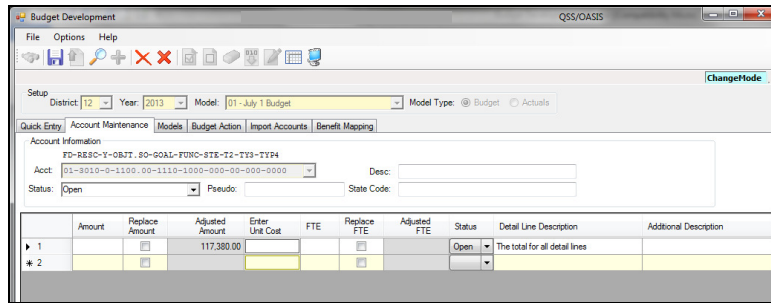 Budget Development QSS/OASIS
File Options Help
ChangeMode
Setup
District: 12 Year: 2013 Model: 01 - July 1 Budget Model Type: Budget Actuals
Quick Entry Account Maintenance Models Budget Action Import Accounts Benefit Mapping
Account Information
FD-RESC-Y-OBJT.SO-GOAL-FUNC-STE-T2-TY3-TYP4
Acct: 01-3010-0-1100.00-1110-1000-000-00-000-0000 Desc:
Status: Open Pseudo: State Code:
Amount Replace Amount Adjusted Amount Enter Unit Cost FTE Replace FTE Adjusted FTE Status Detail Line Description Additional Description
1 117,380.00 Open The total for all detail lines
* 2